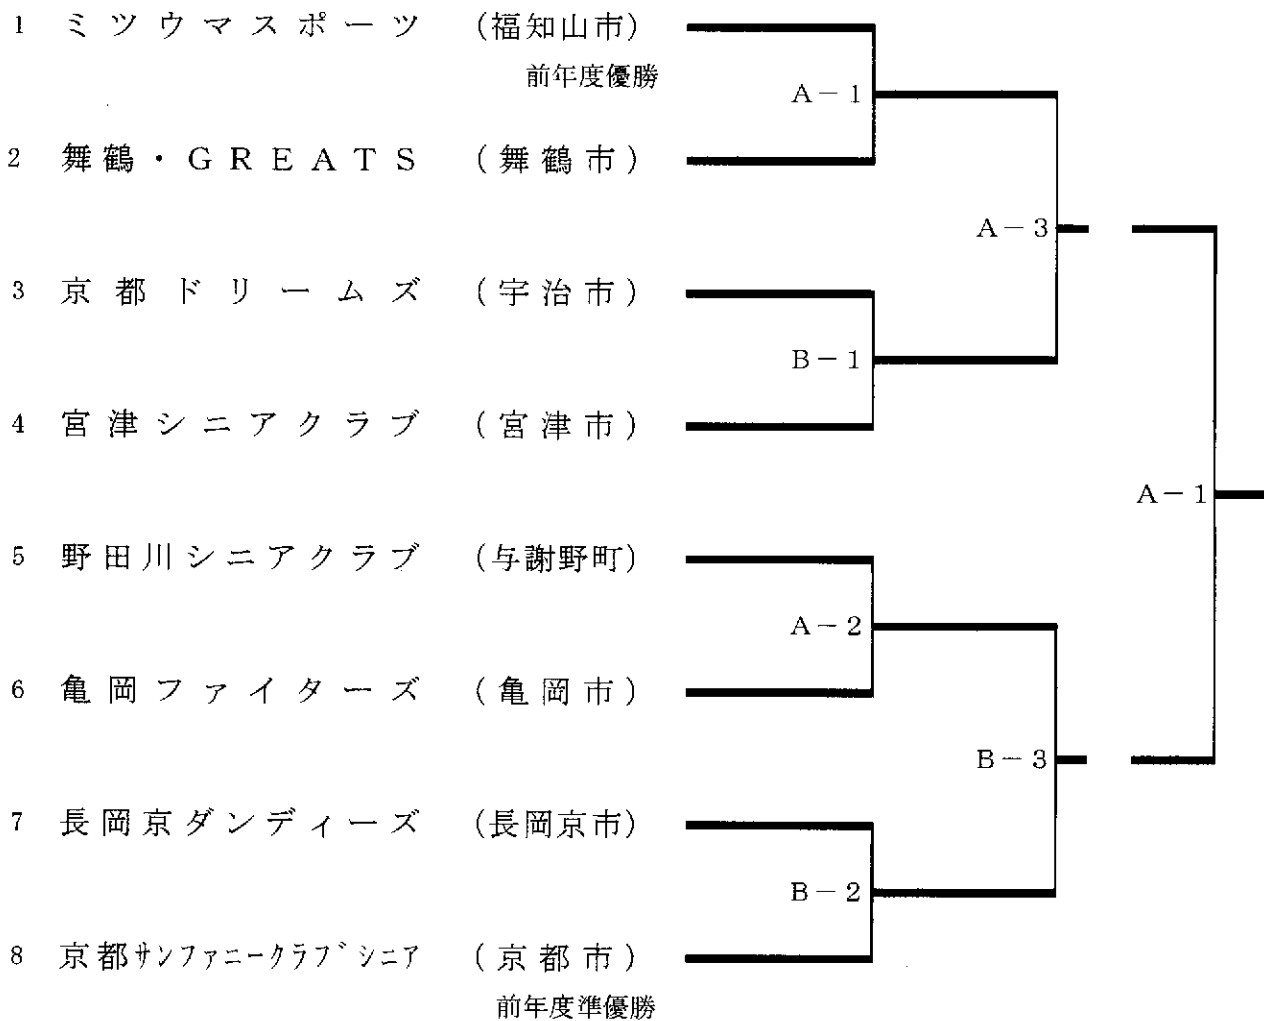 1 ミツウマスポーツ (福知山市)
前年度優勝
A-1
2 舞鶴・GREATS (舞鶴市)
A-3
3 京都ドリームズ (宇治市)
B-1
4 宮津シニアクラブ (宮津市)
A-1
5 野田川シニアクラブ (与謝野町)
A-2
6 亀岡ファイターズ (亀岡市)
B-3
7 長岡京ダンディーズ (長岡京市)
B-2
8 京都サンファニークラブシニア (京都市)
前年度準優勝